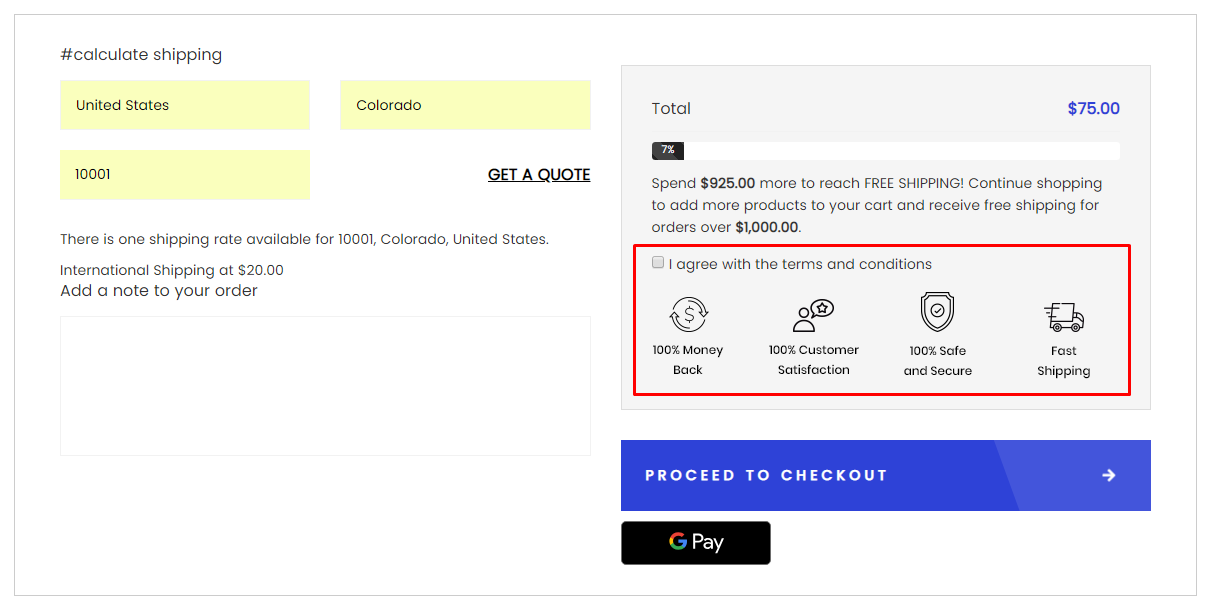 #calculate shipping
United States
Colorado
10001
GET A QUOTE
There is one shipping rate available for 10001, Colorado, United States.
International Shipping at $20.00
Add a note to your order
Total
$75.00
7%
Spend $925.00 more to reach FREE SHIPPING! Continue shopping
to add more products to your cart and receive free shipping for
orders over $1,000.00.
I agree with the terms and conditions
100% Money
Back
100% Customer
Satisfaction
100% Safe
and Secure
Fast
Shipping
PROCEED TO CHECKOUT
G Pay